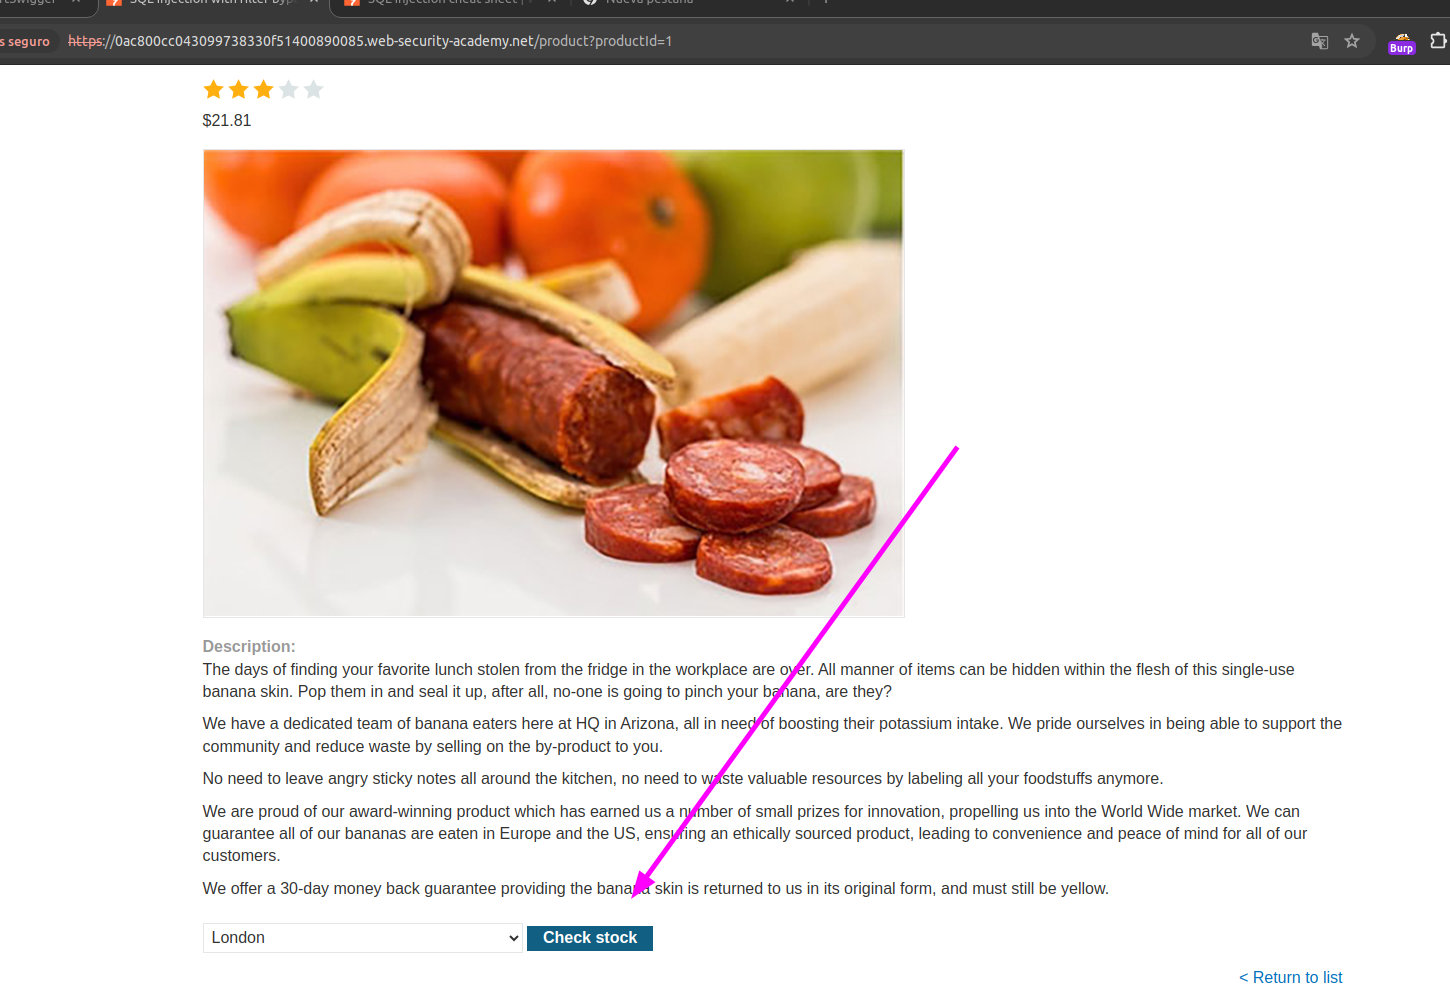 s seguro https://0ac800cc043099738330f51400890085.web-security-academy.net/product?productId=1
Burp
$21.81
Description:
The days of finding your favorite lunch stolen from the fridge in the workplace are over. All manner of items can be hidden within the flesh of this single-use
banana skin. Pop them in and seal it up, after all, no-one is going to pinch your banana, are they?
We have a dedicated team of banana eaters here at HQ in Arizona, all in need of boosting their potassium intake. We pride ourselves in being able to support the
community and reduce waste by selling on the by-product to you.
No need to leave angry sticky notes all around the kitchen, no need to waste valuable resources by labeling all your foodstuffs anymore.
We are proud of our award-winning product which has earned us a number of small prizes for innovation, propelling us into the World Wide market. We can
guarantee all of our bananas are eaten in Europe and the US, ensuring an ethically sourced product, leading to convenience and peace of mind for all of our
customers.
We offer a 30-day money back guarantee providing the banana skin is returned to us in its original form, and must still be yellow.
London Check stock
< Return to list